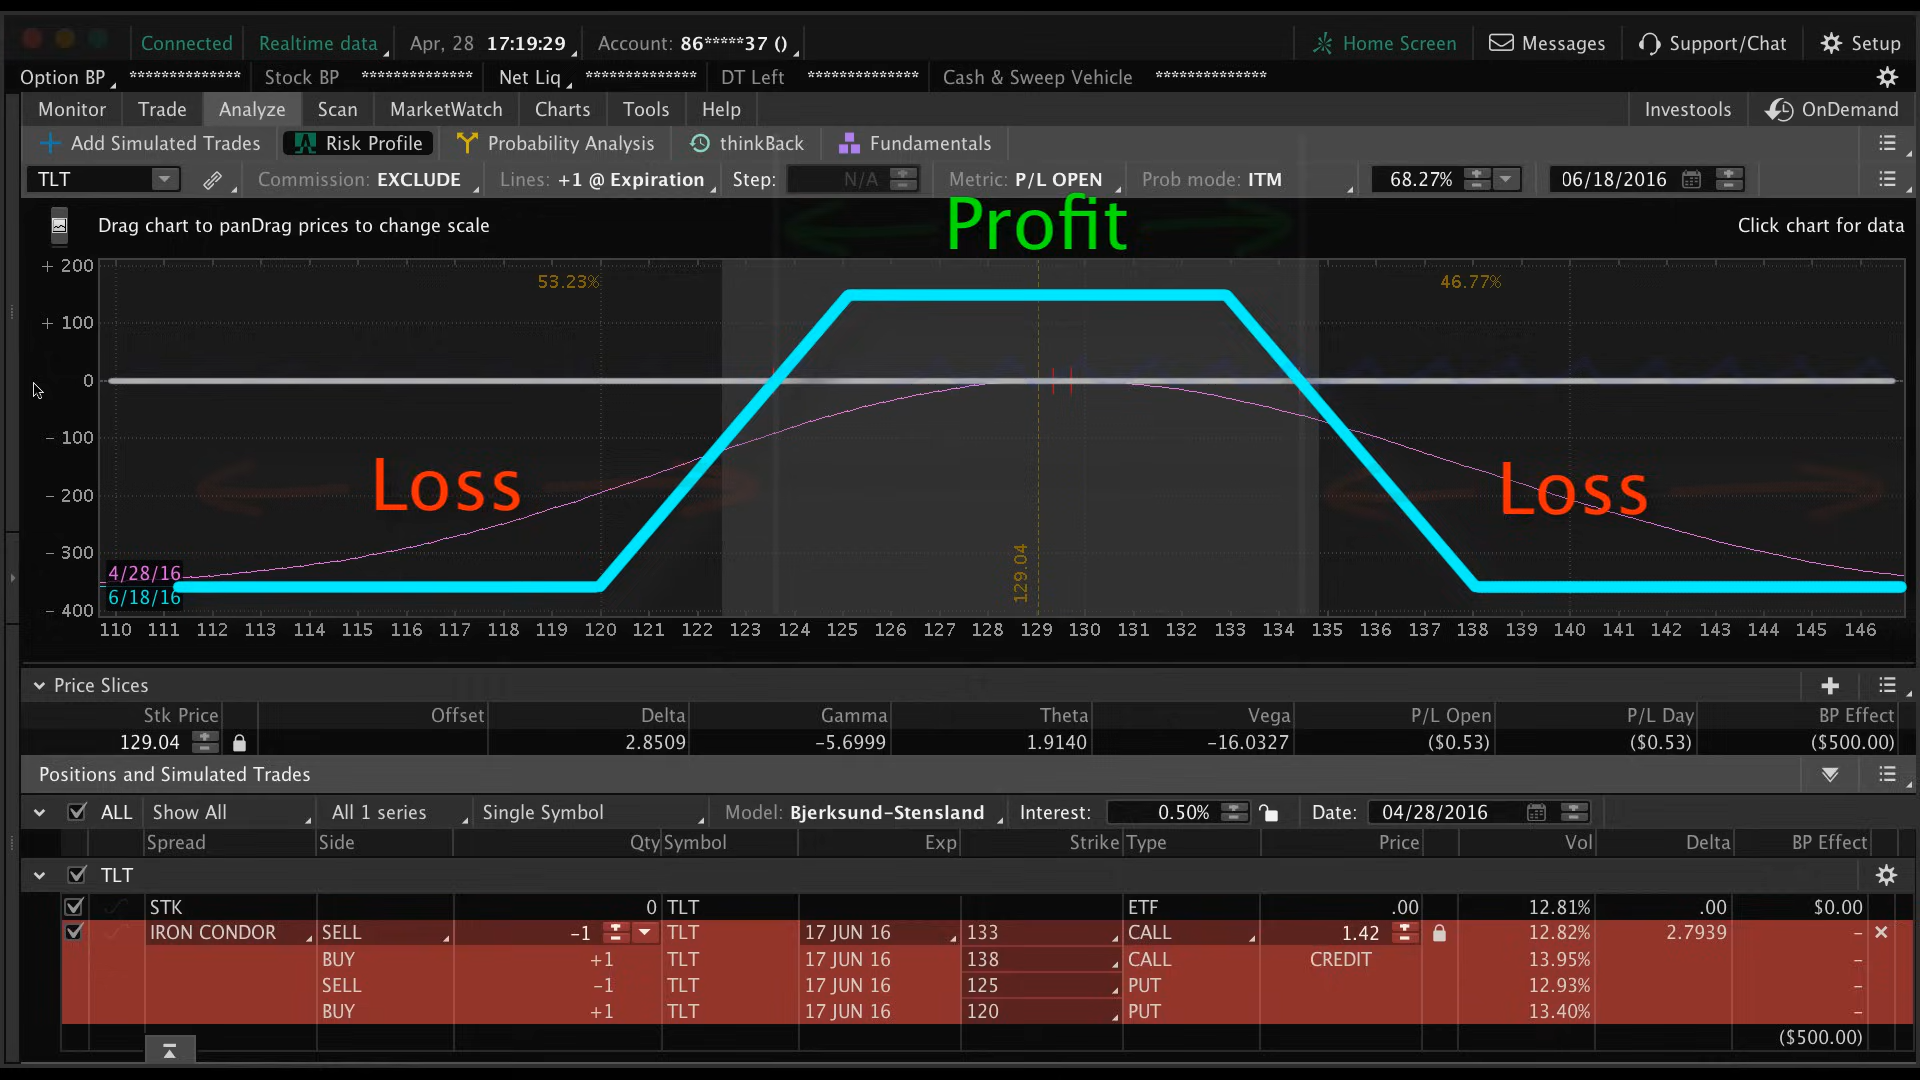 Connected Realtime data Apr, 28 17:19:29 Account: 86*****37 () Home Screen Messages Support/Chat Setup
Option BP ************** Stock BP ************** Net Liq ************** DT Left ************** Cash & Sweep Vehicle **************
Monitor Trade Analyze Scan MarketWatch Charts Tools Help Investools OnDemand
Add Simulated Trades Risk Profile Probability Analysis thinkBack Fundamentals
TLT Commission: EXCLUDE Lines: +1 @ Expiration Step: N/A Metric: P/L OPEN Prob mode: ITM 68.27% 06/18/2016
Profit
Drag chart to panDrag prices to change scale Click chart for data
+ 200
53.23% 46.77%
+ 100
0
- 100
Loss Loss
- 200
- 300
129.04
4/28/16
6/18/16
- 400
110 111 112 113 114 115 116 117 118 119 120 121 122 123 124 125 126 127 128 129 130 131 132 133 134 135 136 137 138 139 140 141 142 143 144 145 146
Price Slices
Stk Price Offset Delta Gamma Theta Vega P/L Open P/L Day BP Effect
129.04 2.8509 -5.6999 1.9140 -16.0327 ($0.53) ($0.53) ($500.00)
Positions and Simulated Trades
ALL Show All All 1 series Single Symbol Model: Bjerksund-Stensland Interest: 0.50% Date: 04/28/2016
Spread Side Qty Symbol Exp Strike Type Price Vol Delta BP Effect
TLT
STK 0 TLT ETF .00 12.81% .00 $0.00
IRON CONDOR SELL -1 TLT 17 JUN 16 133 CALL 1.42 12.82% 2.7939 -
BUY +1 TLT 17 JUN 16 138 CALL CREDIT 13.95% -
SELL -1 TLT 17 JUN 16 125 PUT 12.93% -
BUY +1 TLT 17 JUN 16 120 PUT 13.40% -
($500.00)